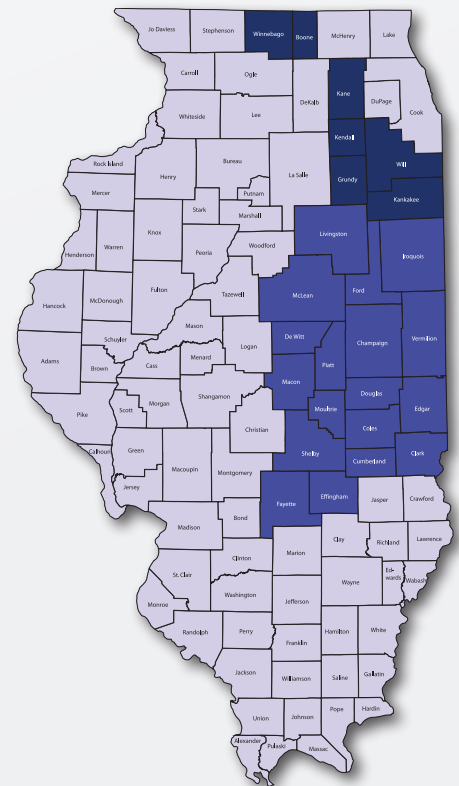 Jo Daviess
Stephenson
Winnebago
Boone
McHenry
Lake
Carroll
Ogle
DeKalb
Kane
DuPage
Cook
Whiteside
Lee
Kendall
Will
Rock Island
Henry
Bureau
La Salle
Grundy
Kankakee
Mercer
Putnam
Stark
Marshall
Knox
Livingston
Iroquois
Henderson
Warren
Peoria
Woodford
Hancock
McDonough
Fulton
Tazewell
McLean
Ford
Mason
Logan
De Witt
Champaign
Vermilion
Schuyler
Adams
Brown
Cass
Menard
Macon
Piatt
Scott
Morgan
Shangamon
Moultrie
Douglas
Edgar
Pike
Christian
Coles
Calhoun
Green
Macoupin
Montgomery
Shelby
Cumberland
Clark
Jersey
Fayette
Effingham
Jasper
Crawford
Madison
Bond
Clay
Richland
Lawrence
Clinton
Marion
St. Clair
Wayne
Ed-
wards
Wabash
Washington
Jefferson
Monroe
Randolph
Perry
Hamilton
White
Franklin
Jackson
Williamson
Saline
Gallatin
Union
Johnson
Pope
Hardin
Alexander
Pulaski
Massac